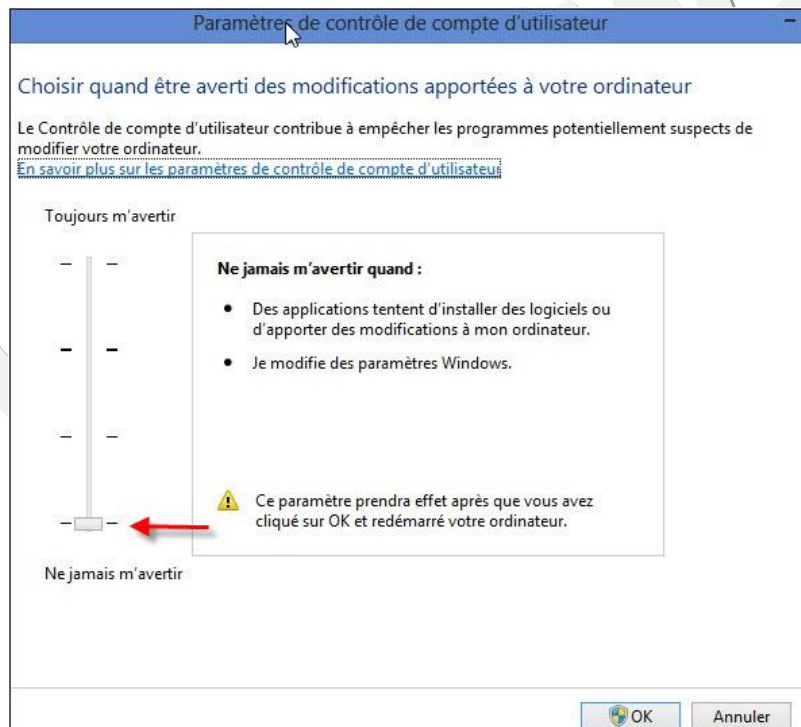 Paramètres de contrôle de compte d'utilisateur
Choisir quand être averti des modifications apportées à votre ordinateur
Le Contrôle de compte d'utilisateur contribue à empêcher les programmes potentiellement suspects de
modifier votre ordinateur.
En savoir plus sur les paramètres de contrôle de compte d'utilisateur
Toujours m'avertir
Ne jamais m'avertir quand :
• Des applications tentent d'installer des logiciels ou
d'apporter des modifications à mon ordinateur.
• Je modifie des paramètres Windows.
Ce paramètre prendra effet après que vous avez
cliqué sur OK et redémarré votre ordinateur.
Ne jamais m'avertir
OK
Annuler